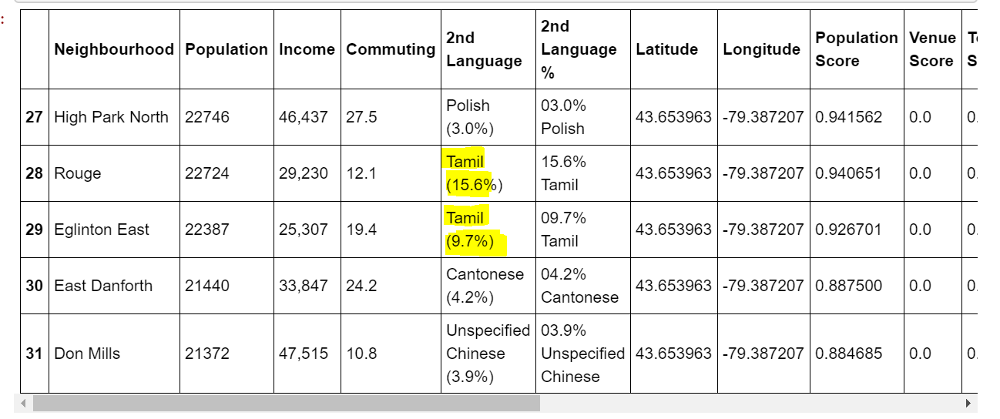 :
Neighbourhood Population Income Commuting 2nd Language 2nd Language % Latitude Longitude Population Score Venue Score
27 High Park North 22746 46,437 27.5 Polish (3.0%) 03.0% Polish 43.653963 -79.387207 0.941562 0.0 0.
28 Rouge 22724 29,230 12.1 Tamil (15.6%) 15.6% Tamil 43.653963 -79.387207 0.940651 0.0 0.
29 Eglinton East 22387 25,307 19.4 Tamil (9.7%) 09.7% Tamil 43.653963 -79.387207 0.926701 0.0 0.
30 East Danforth 21440 33,847 24.2 Cantonese (4.2%) 04.2% Cantonese 43.653963 -79.387207 0.887500 0.0 0.
31 Don Mills 21372 47,515 10.8 Unspecified Chinese (3.9%) 03.9% Unspecified Chinese 43.653963 -79.387207 0.884685 0.0 0.